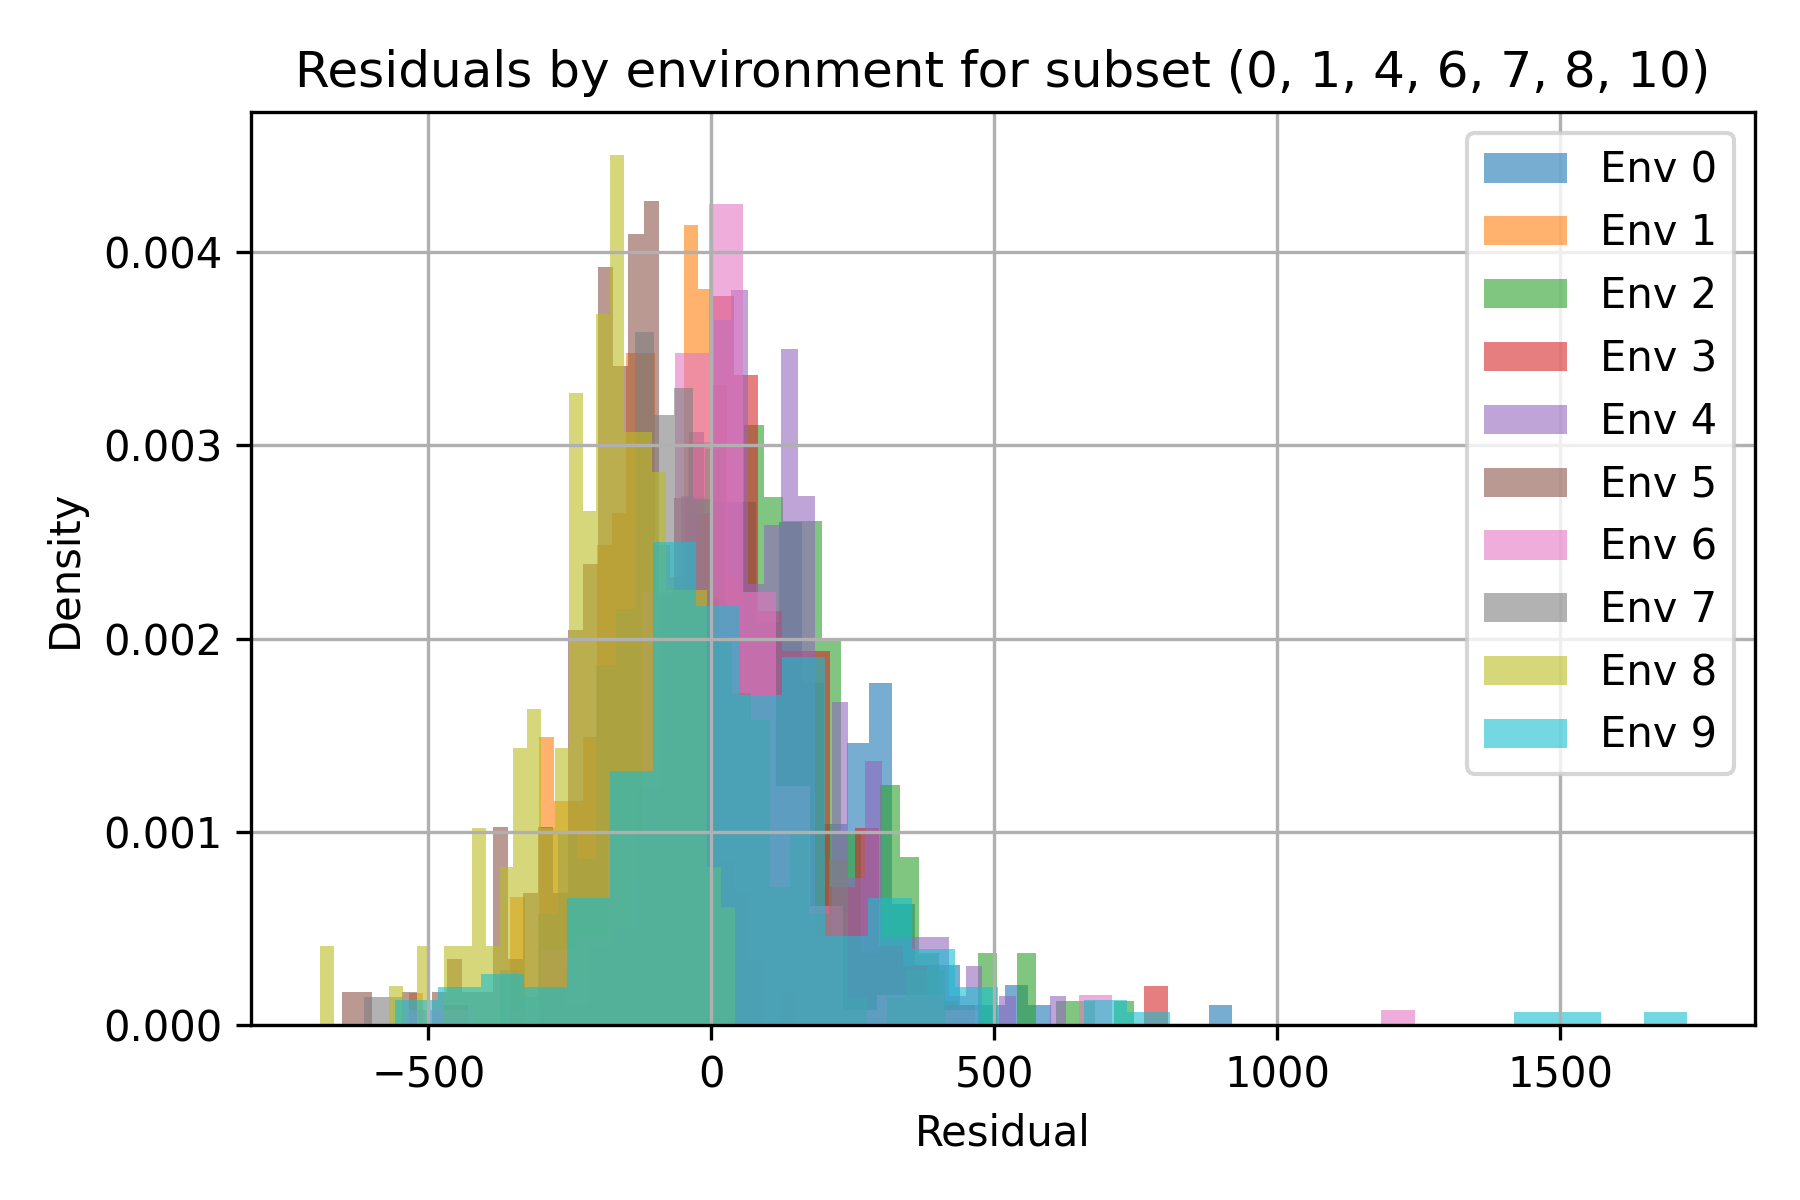 Residuals by environment for subset (0, 1, 4, 6, 7, 8, 10)
Density
0.004
0.003
0.002
0.001
0.000
−500
0
500
1000
1500
Residual
Env 0
Env 1
Env 2
Env 3
Env 4
Env 5
Env 6
Env 7
Env 8
Env 9